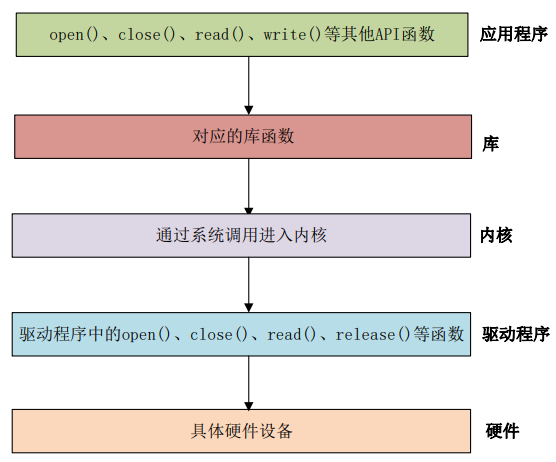 open()、close()、read()、write()等其他API函数 应用程序
对应的库函数 库
通过系统调用进入内核 内核
驱动程序中的open()、close()、read()、release()等函数 驱动程序
具体硬件设备 硬件